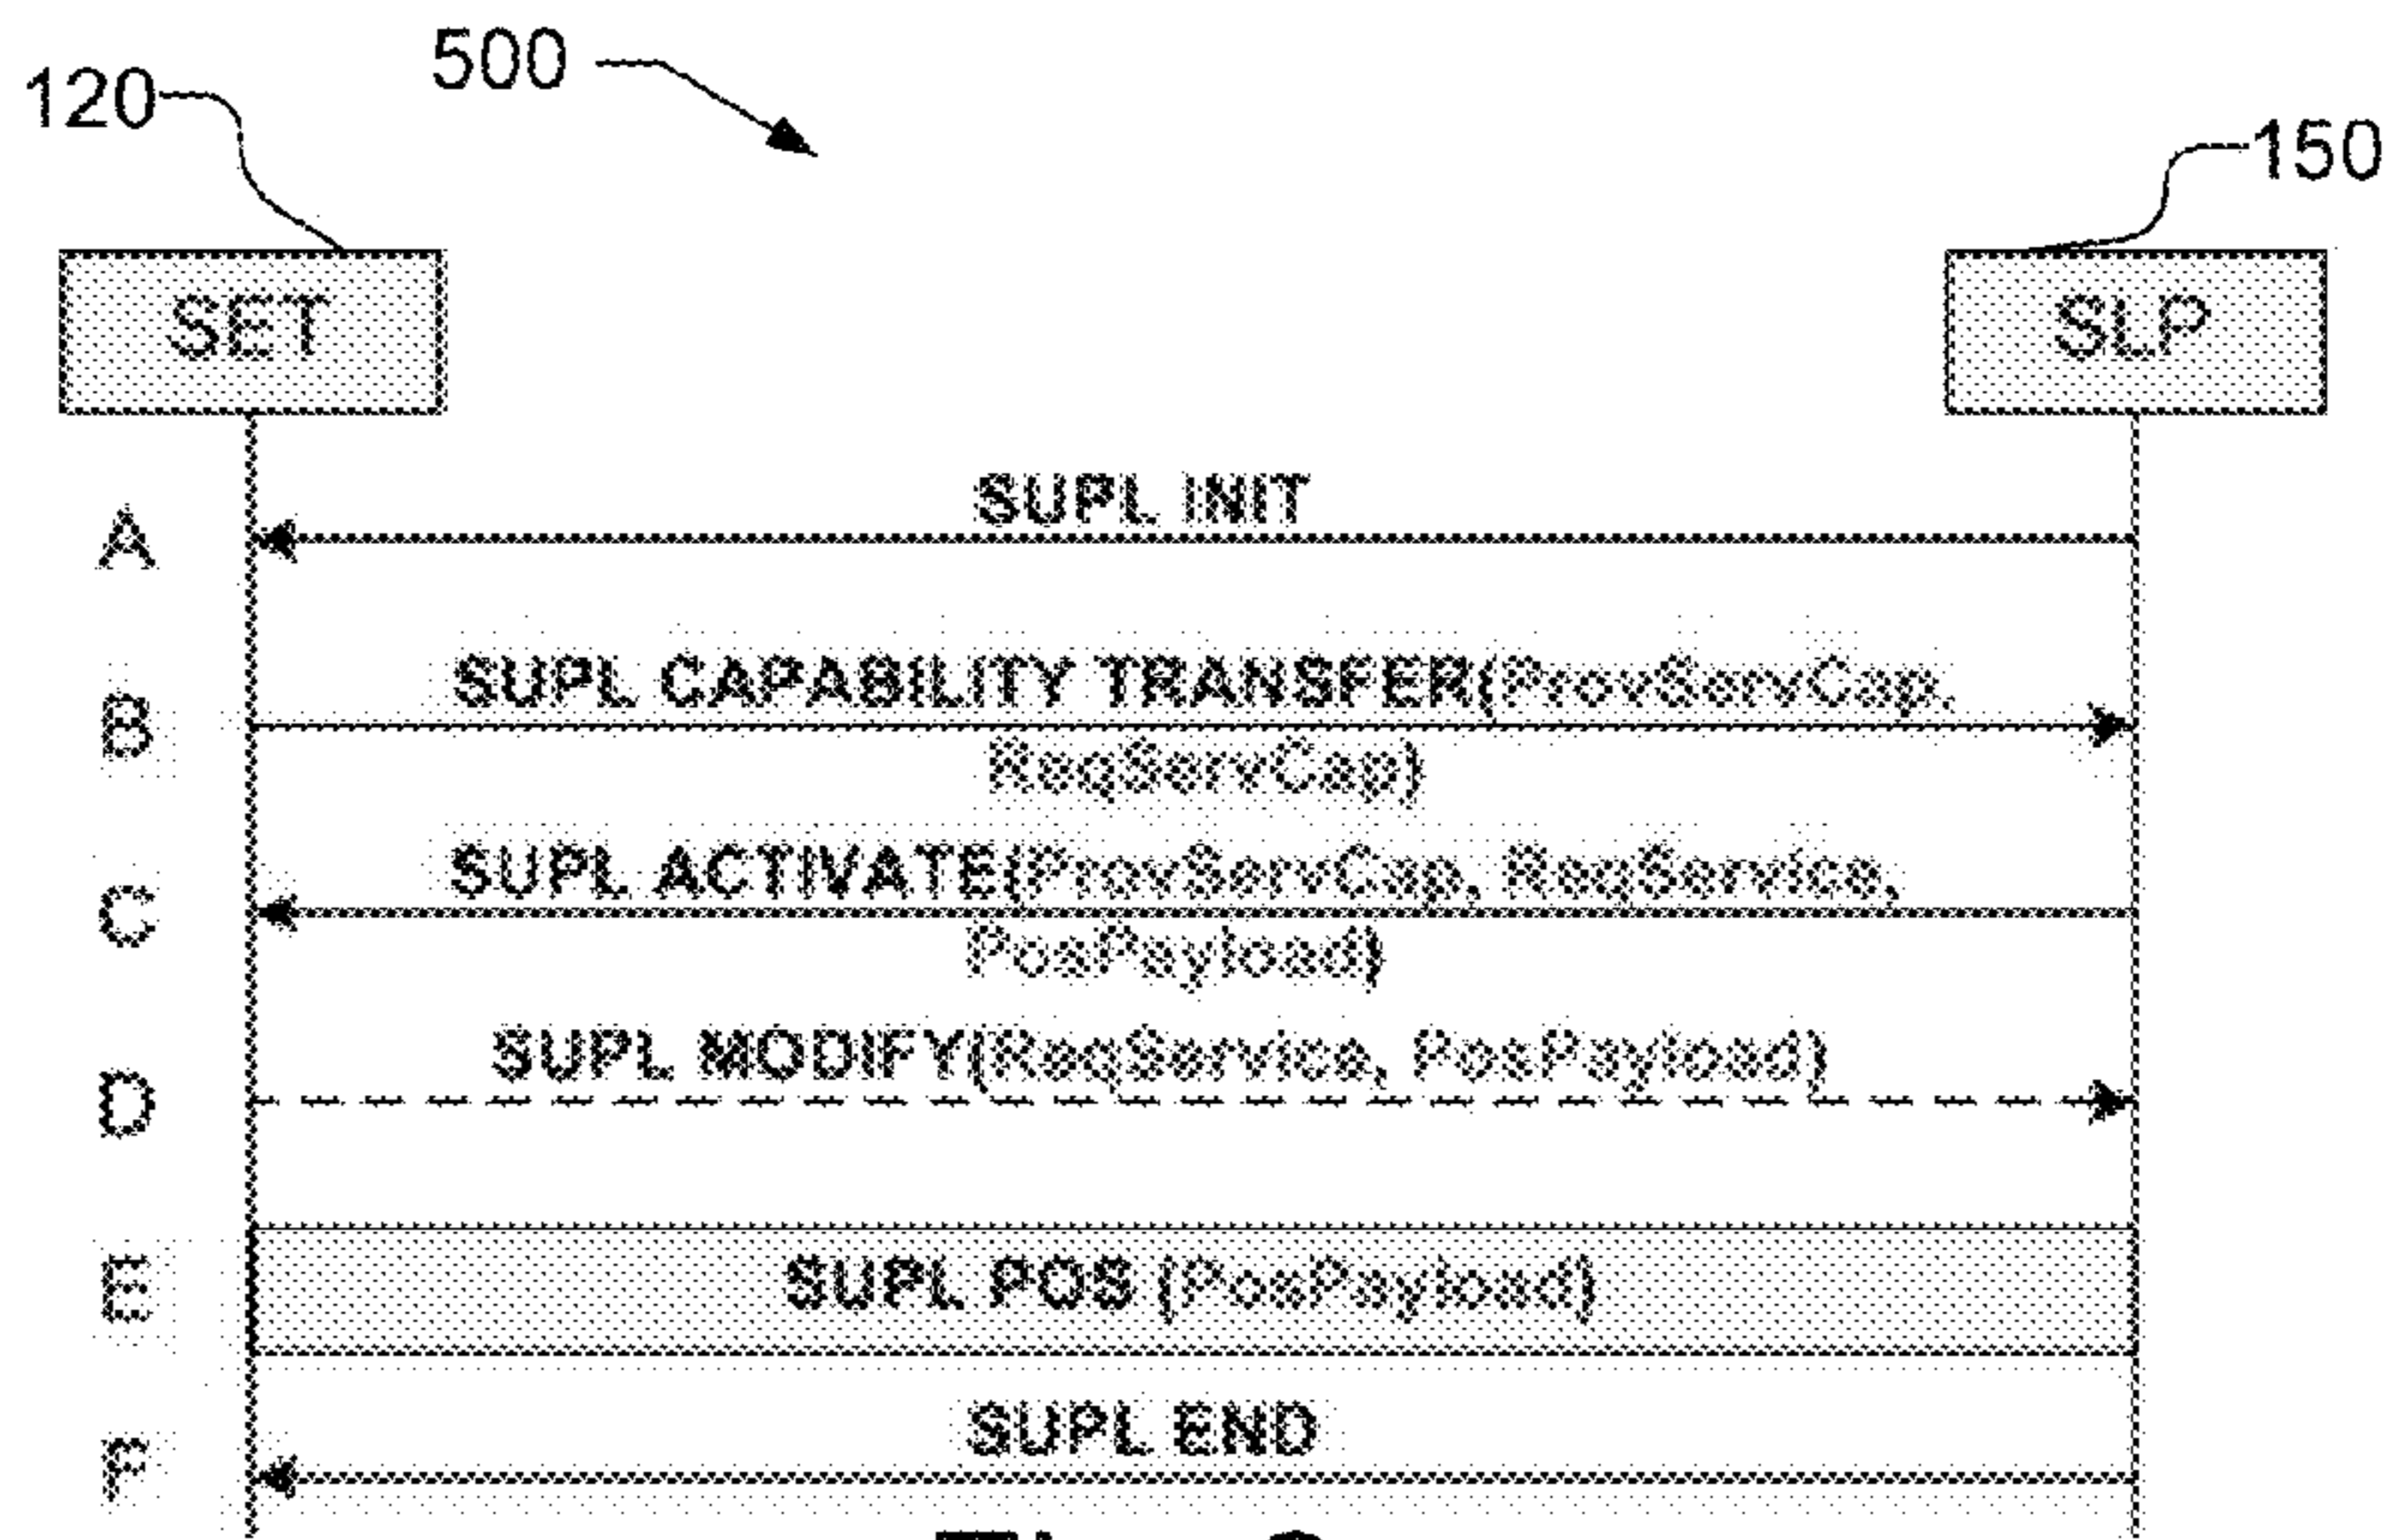 500
120
150
SET
SLP
SUPL INIT
A
SUPL CAPABILITY TRANSFER(ProvServCap,
B
ReqServCap)
SUPL ACTIVATE(ProvServCap, ReqService,
C
PosPayload)
SUPL MODIFY(ReqService, PosPayload)
D
E
SUPL POS (PosPayload)
SUPL END
F